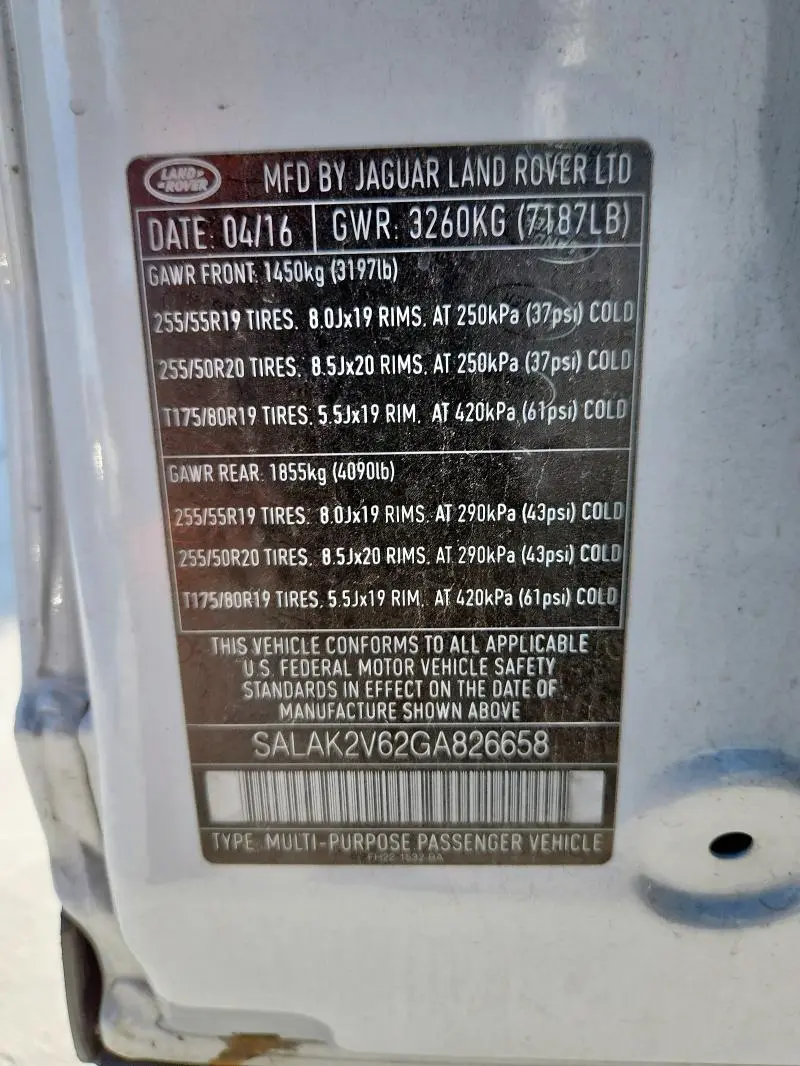 LAND ROVER
MFD BY JAGUAR LAND ROVER LTD
DATE: 04/16 GWR: 3260KG (7187LB)
GAWR FRONT: 1450kg (3197lb)
255/55R19 TIRES. 8.0Jx19 RIMS. AT 250kPa (37psi) COLD
255/50R20 TIRES. 8.5Jx20 RIMS. AT 250kPa (37psi) COLD
T175/80R19 TIRES. 5.5Jx19 RIM. AT 420kPa (61psi) COLD
GAWR REAR: 1855kg (4090lb)
255/55R19 TIRES. 8.0Jx19 RIMS. AT 290kPa (43psi) COLD
255/50R20 TIRES. 8.5Jx20 RIMS. AT 290kPa (43psi) COLD
T175/80R19 TIRES. 5.5Jx19 RIM. AT 420kPa (61psi) COLD
THIS VEHICLE CONFORMS TO ALL APPLICABLE
U.S. FEDERAL MOTOR VEHICLE SAFETY
STANDARDS IN EFFECT ON THE DATE OF
MANUFACTURE SHOWN ABOVE
SALAK2V62GA826658
TYPE: MULTI-PURPOSE PASSENGER VEHICLE